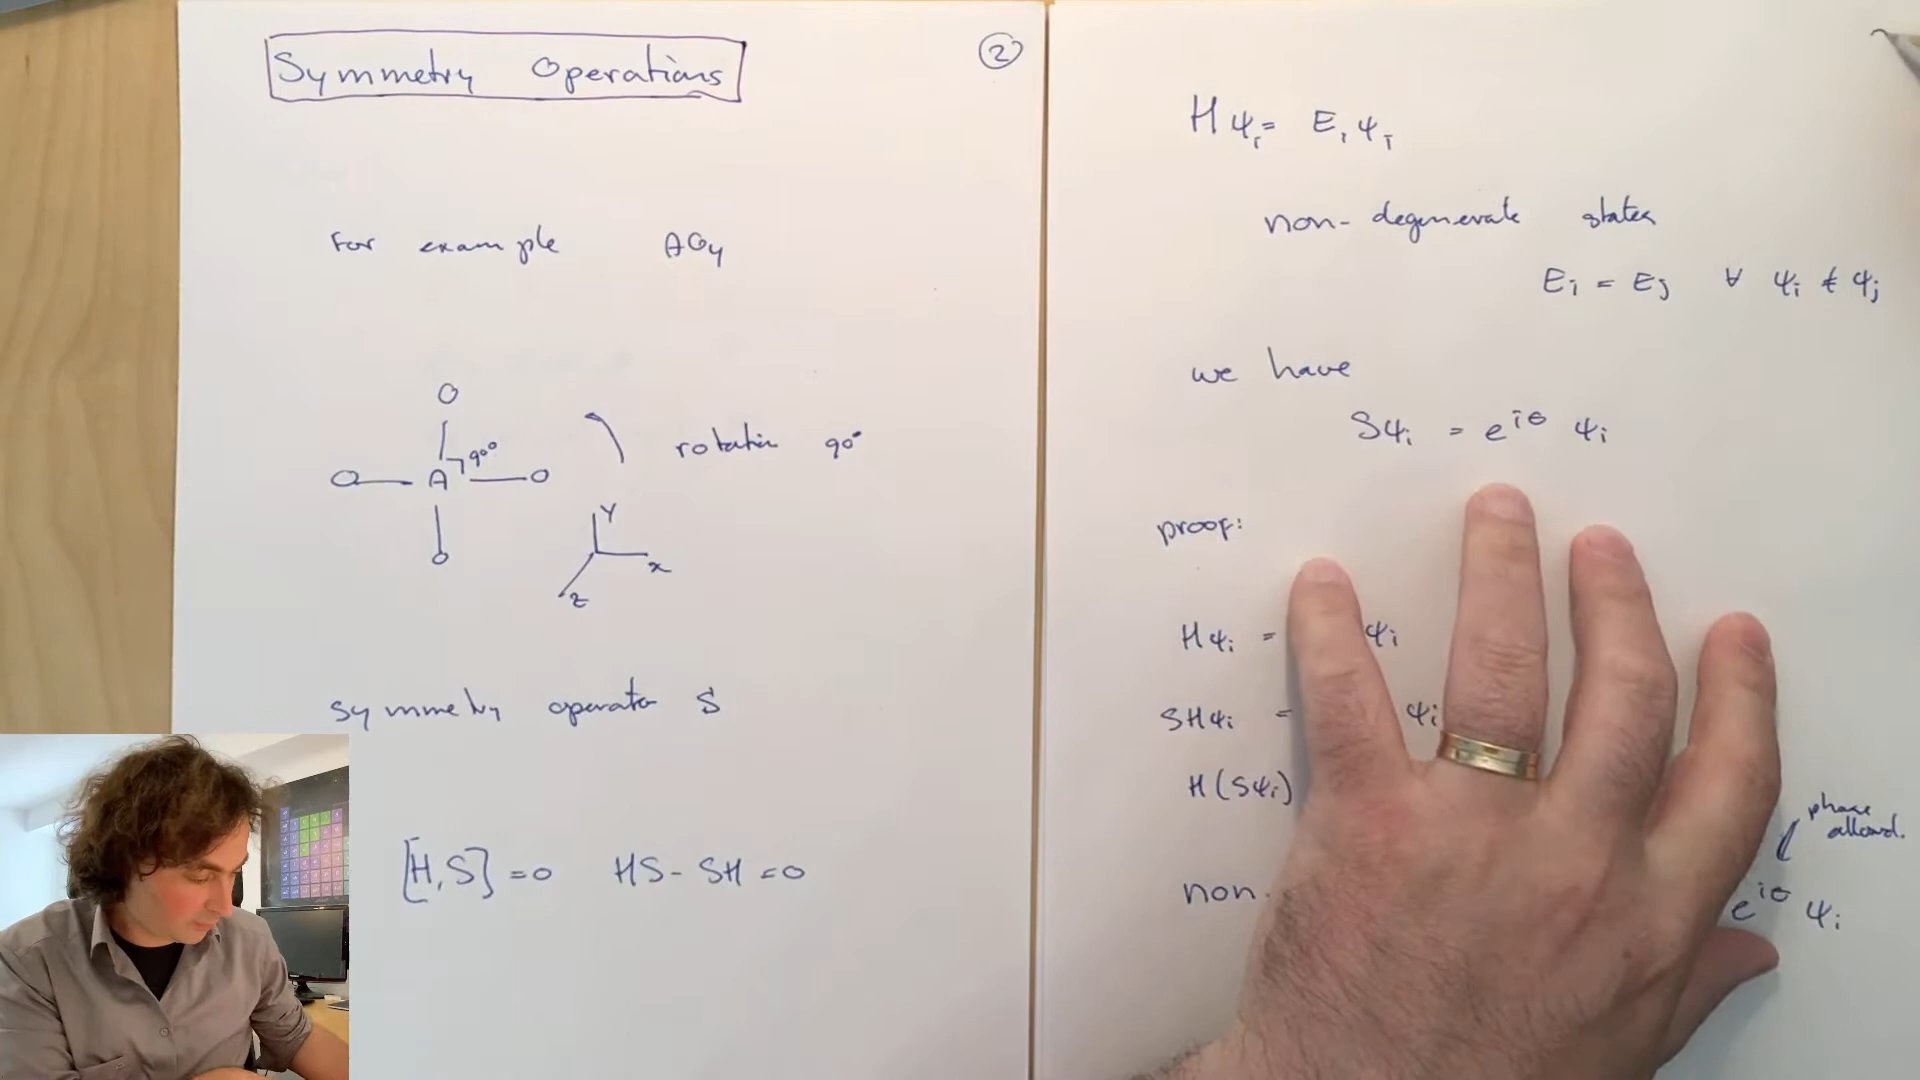 Symmetry Operations
②
For example AO4
O
90°
O A O
O
rotation 90°
Y
x
z
symmetry operator S
[H,S] = 0 HS - SH = 0
Hψi = Ei ψi
non-degenerate states
Ei = Ej ∀ ψi ≠ ψj
we have
Sψi = e^iθ ψi
proof:
Hψi = ψi
SHψi = ψi
H(Sψi)
phase
allowed.
non-
e^iθ ψi